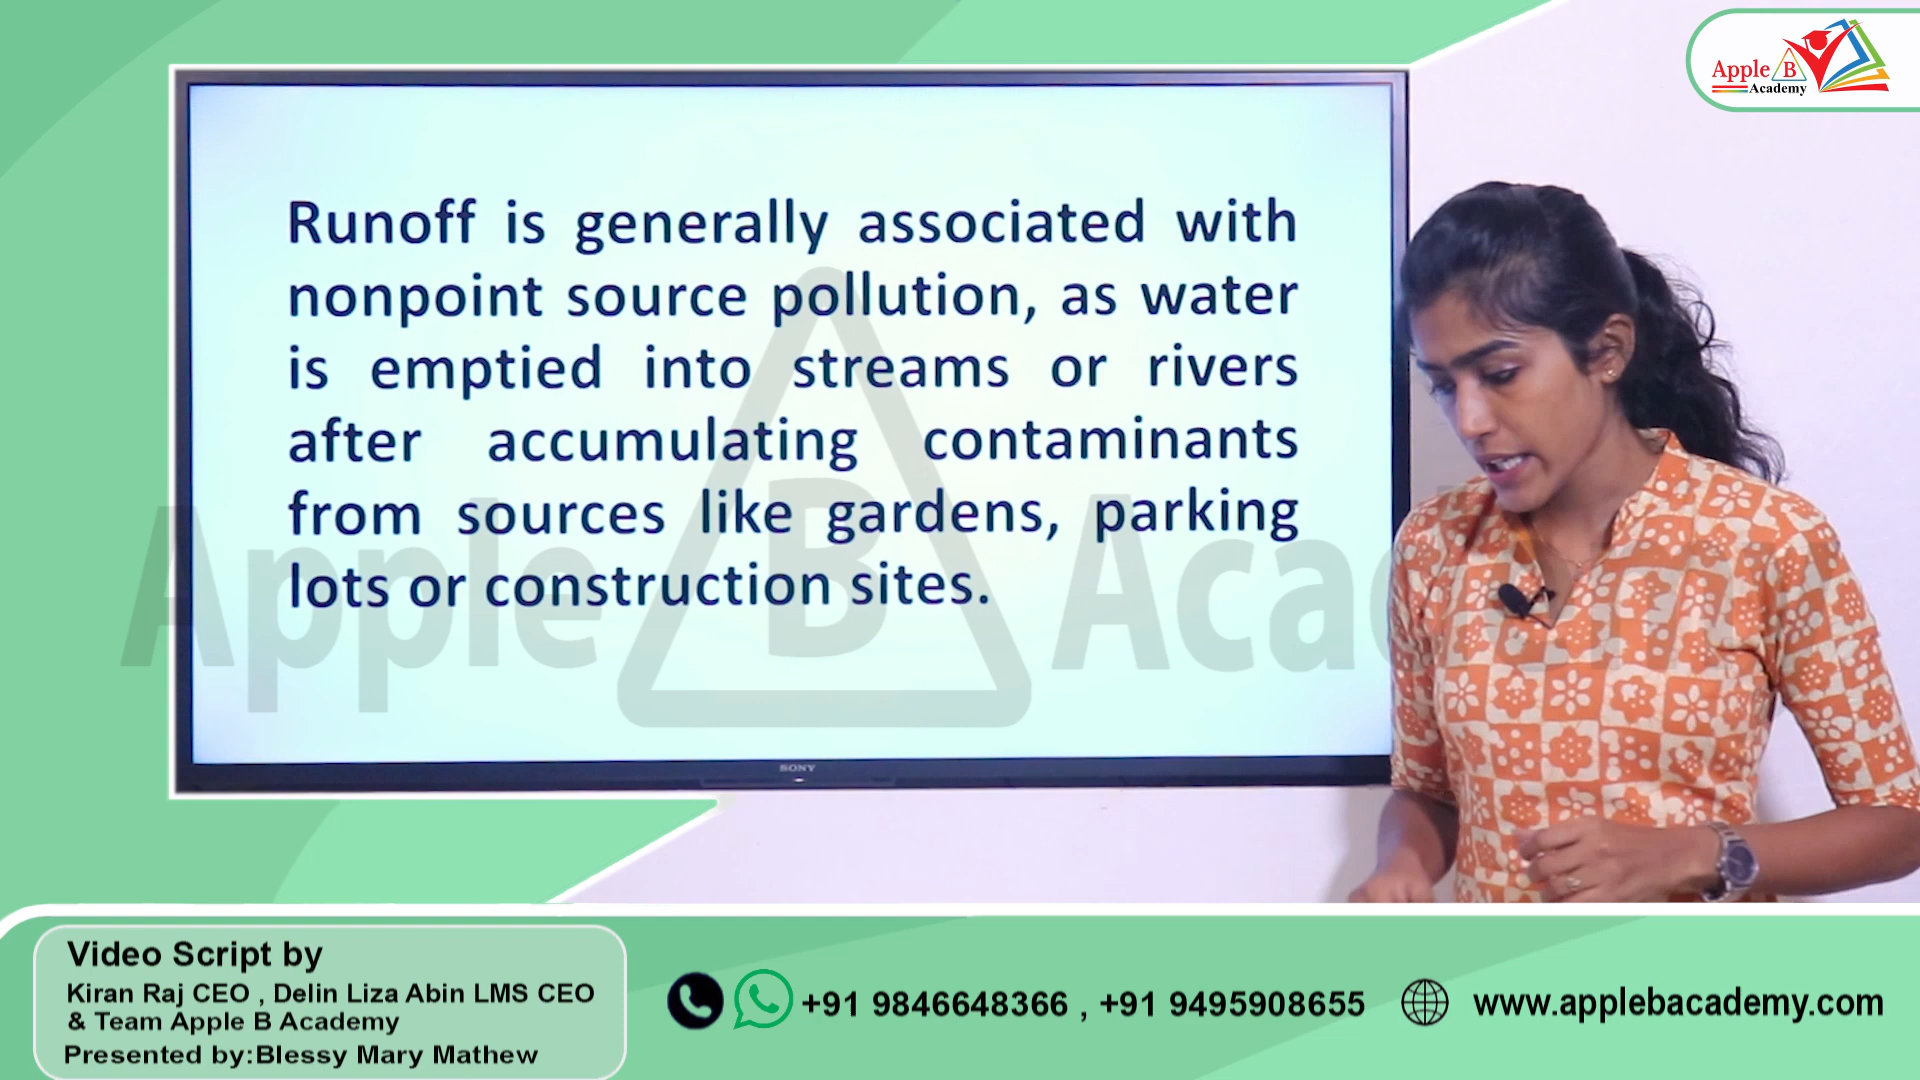 Apple B
Academy
Runoff is generally associated with
nonpoint source pollution, as water
is emptied into streams or rivers
after accumulating contaminants
from sources like gardens, parking
lots or construction sites.
Apple B Academy
SONY
Video Script by
Kiran Raj CEO , Delin Liza Abin LMS CEO
& Team Apple B Academy
Presented by:Blessy Mary Mathew
+91 9846648366 , +91 9495908655
www.applebacademy.com